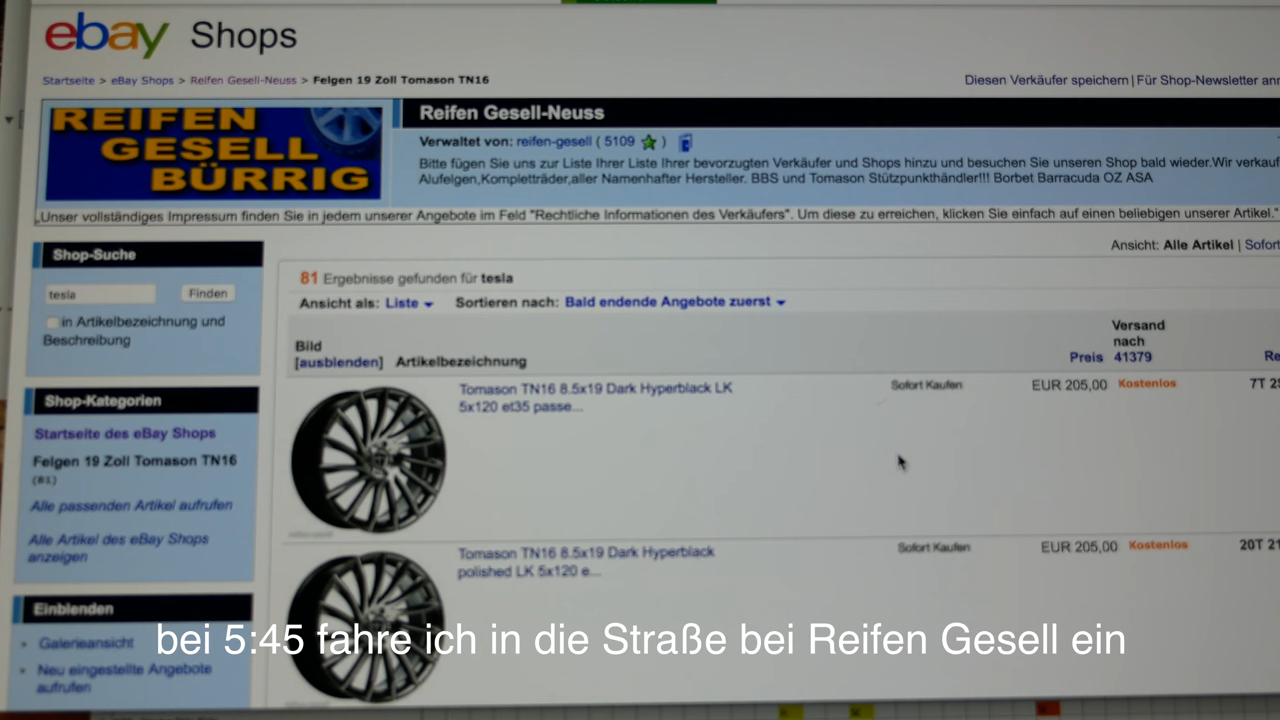 ebay Shops
Startseite > eBay Shops > Reifen Gesell-Neuss > Felgen 19 Zoll Tomason TN16
Diesen Verkäufer speichern | Für Shop-Newsletter
REIFEN
GESELL
BÜRRIG
Reifen Gesell-Neuss
Verwaltet von: reifen-gesell ( 5109 )
Bitte fügen Sie uns zur Liste Ihrer Liste Ihrer bevorzugten Verkäufer und Shops hinzu und besuchen Sie unseren Shop bald wieder.Wir
Alufelgen,Kompletträder,aller Namenhafter Hersteller. BBS und Tomason Stützpunkthändler!!! Borbet Barracuda OZ ASA
„Unser vollständiges Impressum finden Sie in jedem unserer Angebote im Feld "Rechtliche Informationen des Verkäufers". Um diese zu erreichen, klicken Sie einfach auf einen beliebigen unserer Artikel."
Shop-Suche
tesla Finden
in Artikelbezeichnung und
Beschreibung
Shop-Kategorien
Startseite des eBay Shops
Felgen 19 Zoll Tomason TN16
(81)
Alle passenden Artikel aufrufen
Alle Artikel des eBay Shops
anzeigen
Einblenden
Galerieansicht
Neu eingestellte Angebote
aufrufen
Ansicht: Alle Artikel | Sofort
81 Ergebnisse gefunden für tesla
Ansicht als: Liste Sortieren nach: Bald endende Angebote zuerst
Bild
[ausblenden] Artikelbezeichnung
Preis
Versand
nach
41379
Tomason TN16 8.5x19 Dark Hyperblack LK
5x120 et35 passe...
Sofort Kaufen EUR 205,00 Kostenlos 7T
Tomason TN16 8.5x19 Dark Hyperblack
polished LK 5x120 e...
Sofort Kaufen EUR 205,00 Kostenlos 20T
bei 5:45 fahre ich in die Straße bei Reifen Gesell ein